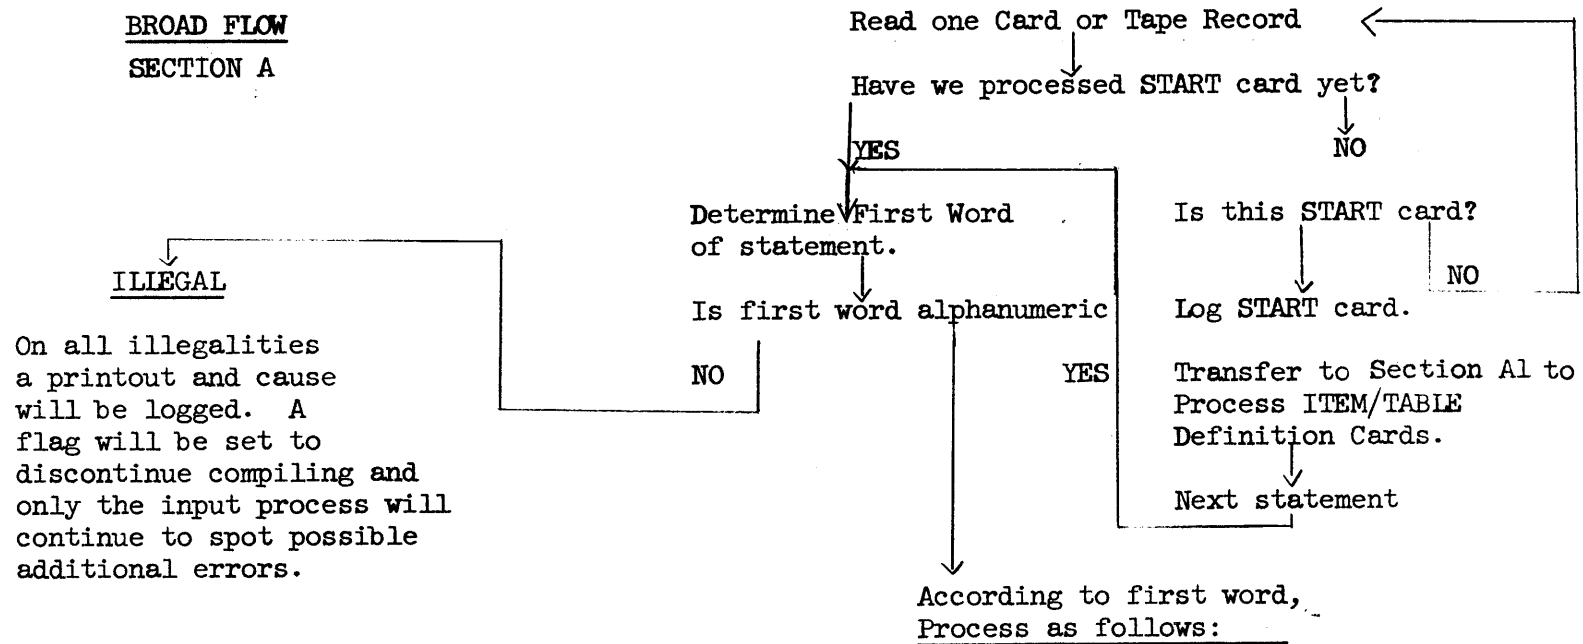 BROAD FLOW
SECTION A
Read one Card or Tape Record
Have we processed START card yet?
YES
NO
Determine First Word
of statement.
Is this START card?
NO
ILLEGAL
Is first word alphanumeric
Log START card.
On all illegalities
a printout and cause
will be logged. A
flag will be set to
discontinue compiling and
only the input process will
continue to spot possible
additional errors.
NO
YES
Transfer to Section A1 to
Process ITEM/TABLE
Definition Cards.
Next statement
According to first word,
Process as follows: